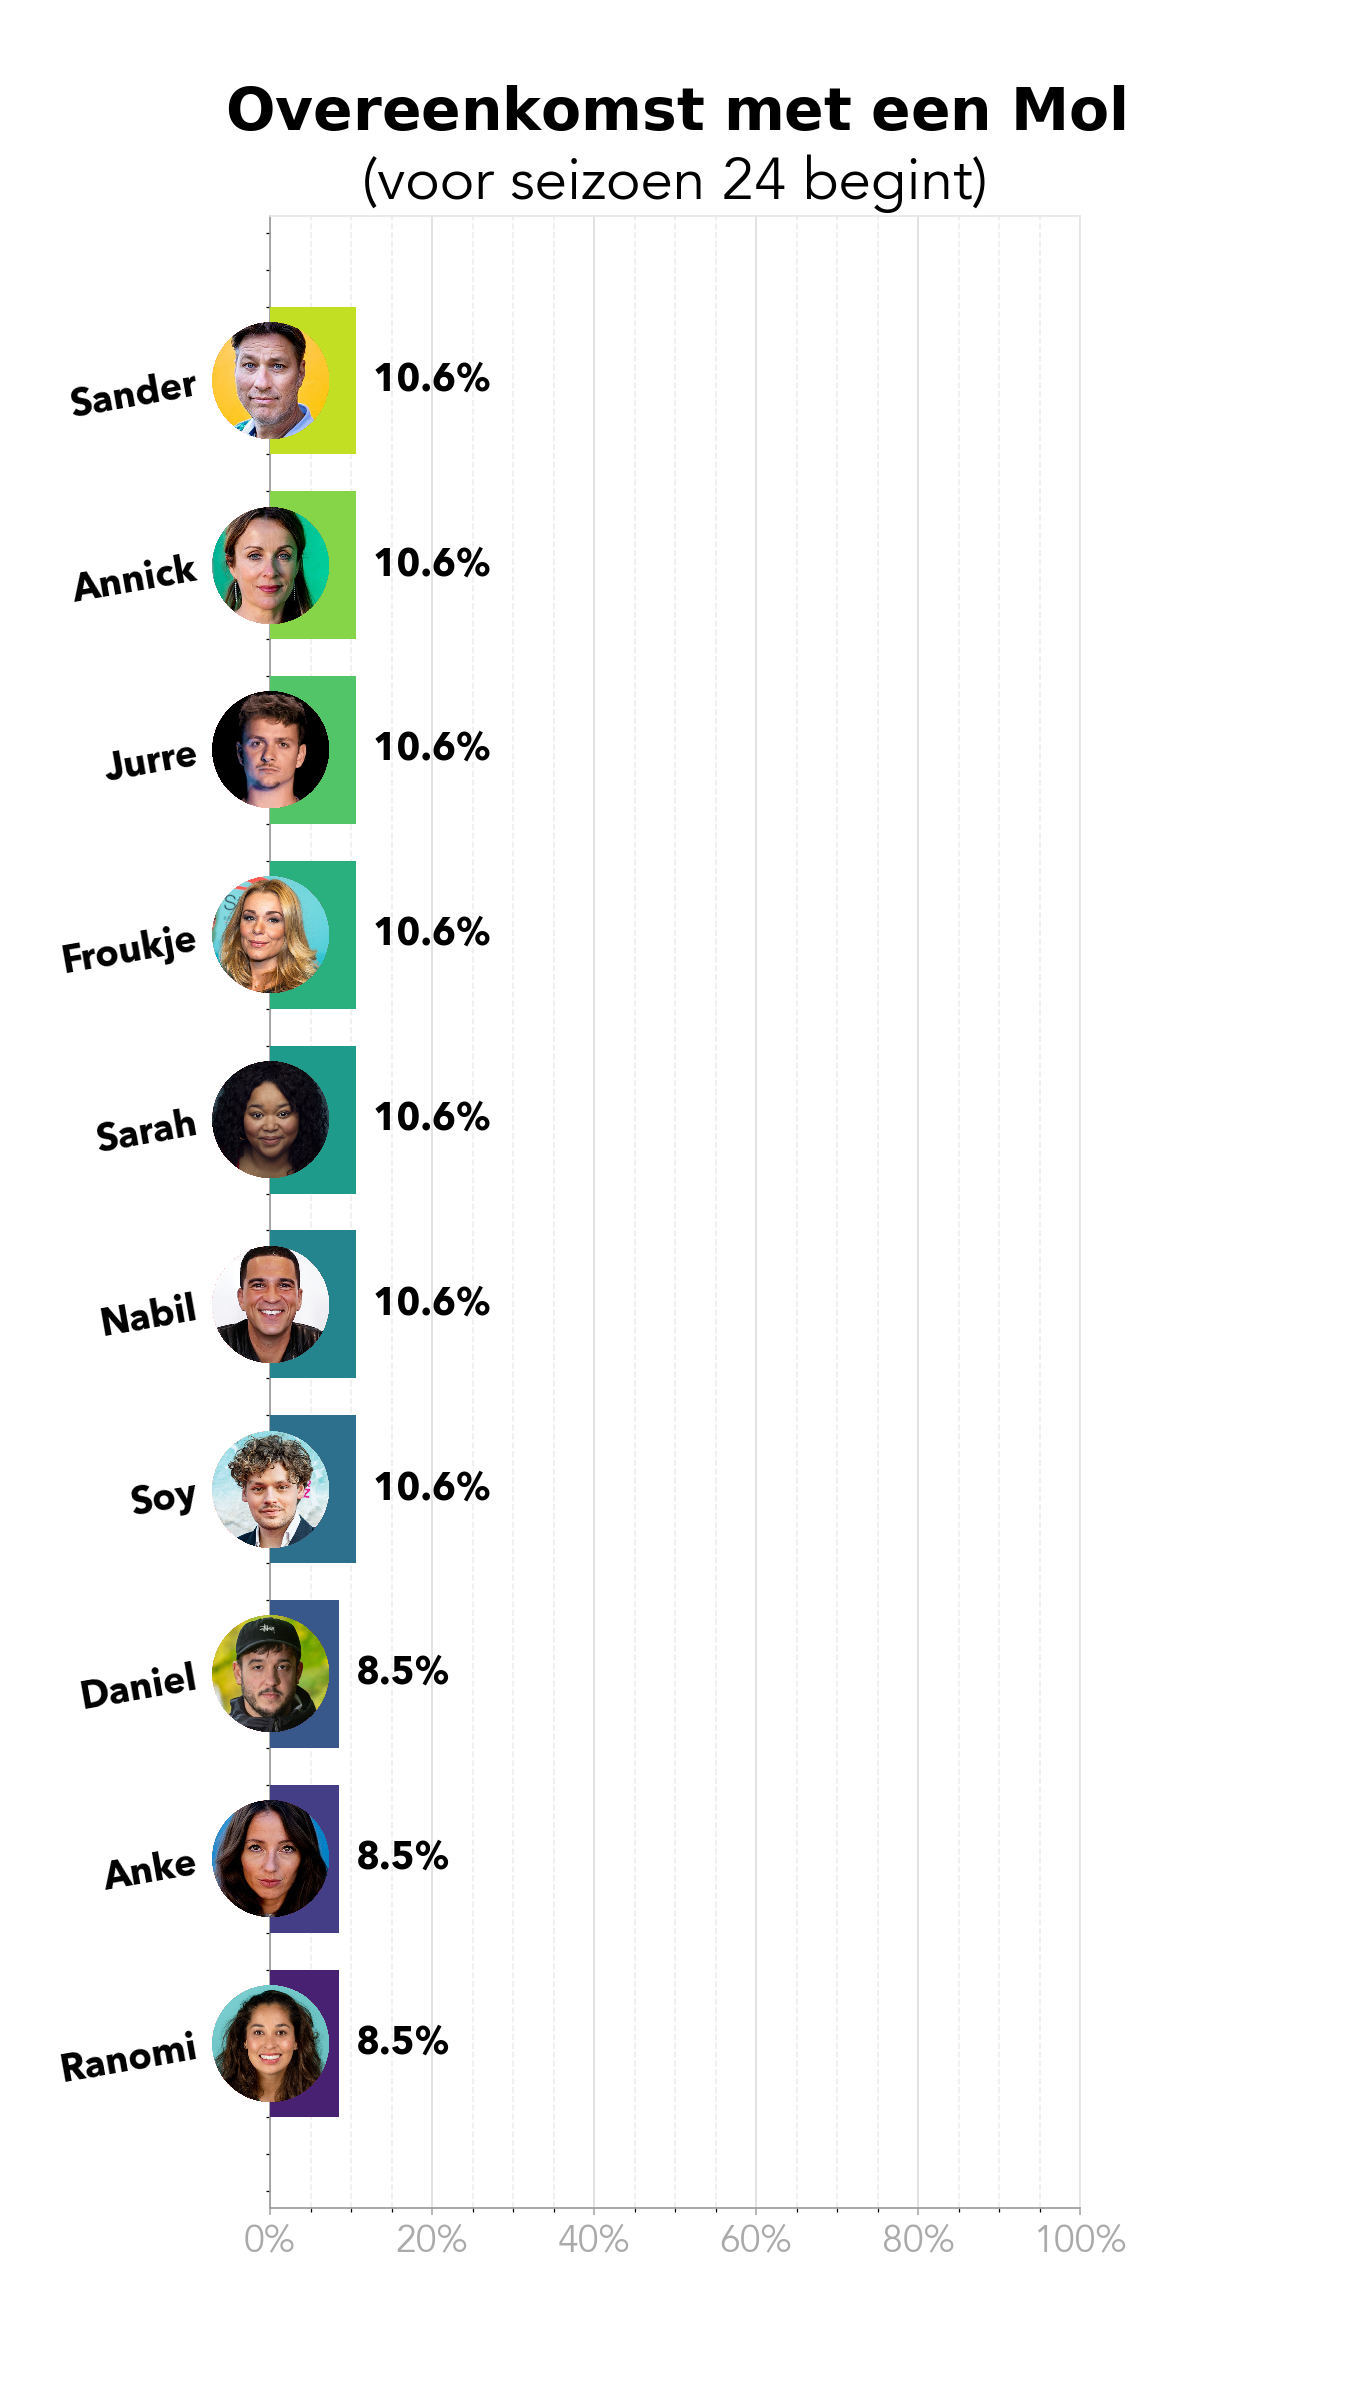 Overeenkomst met een Mol
(voor seizoen 24 begint)
Sander 10.6%
Annick 10.6%
Jurre 10.6%
Froukje 10.6%
Sarah 10.6%
Nabil 10.6%
Soy 10.6%
Daniel 8.5%
Anke 8.5%
Ranomi 8.5%
0% 20% 40% 60% 80% 100%